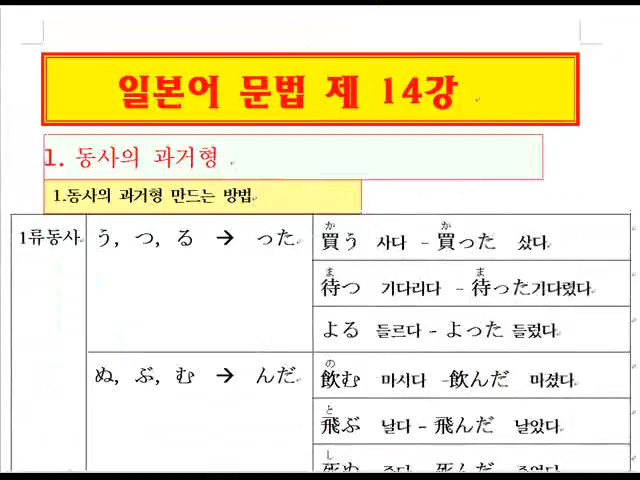 일본어 문법 제 14강
1. 동사의 과거형
1.동사의 과거형 만드는 방법
1류동사 う, つ, る → った 買う 사다 - 買った 샀다.
か か
待つ 기다리다 - 待った기다렸다.
ま ま
よる 들르다 - よった 들렀다.
ぬ, ぶ, む → んだ 飲む 마시다 -飲んだ 마셨다.
の
飛ぶ 날다 - 飛んだ 날았다.
と
し